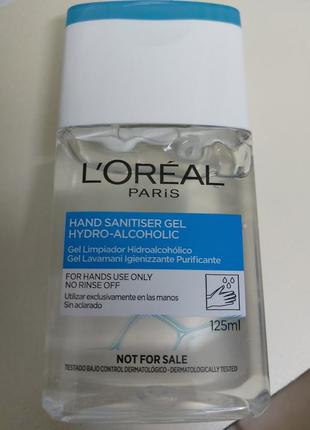 L'ORÉAL
PARIS
HAND SANITISER GEL
HYDRO-ALCOHOLIC
Gel Limpiador Hidroalcohólico
Gel Lavamani Igienizzante Purificante
FOR HANDS USE ONLY
NO RINSE OFF
Utilizar exclusivamente en las manos
Sin aclarado
125ml
NOT FOR SALE
TESTADO BAJO CONTROL DERMATOLÓGICO - DERMATOLOGICALLY TESTED